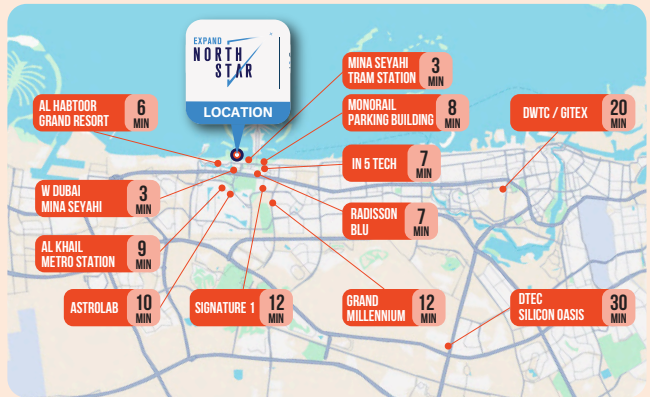 EXPAND
NORTH
STAR
LOCATION
MINA SEYAHI
TRAM STATION
3
MIN
AL HABTOOR
GRAND RESORT
6
MIN
MONORAIL
PARKING BUILDING
8
MIN
DWTC / GITEX
20
MIN
IN 5 TECH
7
MIN
W DUBAI
MINA SEYAHI
3
MIN
RADISSON
BLU
7
MIN
AL KHAIL
METRO STATION
9
MIN
ASTROLAB
10
MIN
SIGNATURE 1
12
MIN
GRAND
MILLENNIUM
12
MIN
DTEC
SILICON OASIS
30
MIN